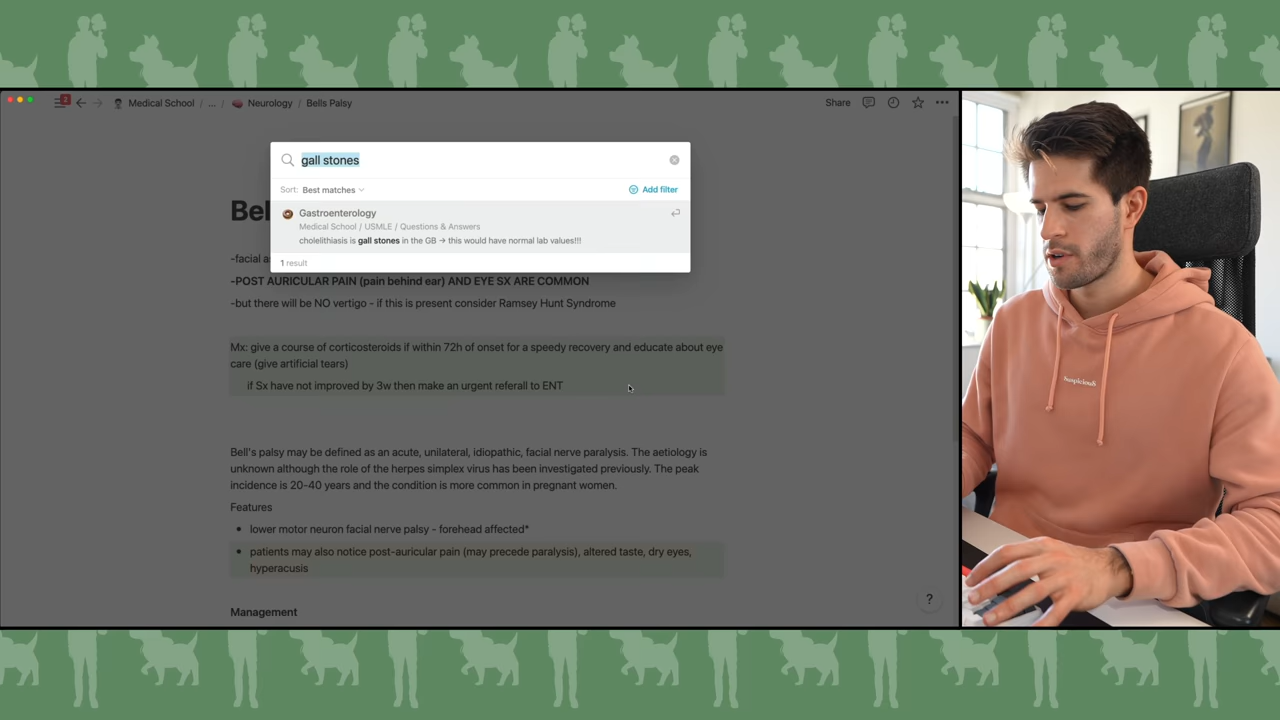 2
Medical School / ... / Neurology / Bells Palsy
Share
gall stones
Sort: Best matches
Add filter
Gastroenterology
Medical School / USMLE / Questions & Answers
cholelithiasis is gall stones in the GB → this would have normal lab values!!!
1 result
Bel
-facial as
-POST AURICULAR PAIN (pain behind ear) AND EYE SX ARE COMMON
-but there will be NO vertigo - if this is present consider Ramsey Hunt Syndrome
Mx: give a course of corticosteroids if within 72h of onset for a speedy recovery and educate about eye
care (give artificial tears)
if Sx have not improved by 3w then make an urgent referall to ENT
Bell's palsy may be defined as an acute, unilateral, idiopathic, facial nerve paralysis. The aetiology is
unknown although the role of the herpes simplex virus has been investigated previously. The peak
incidence is 20-40 years and the condition is more common in pregnant women.
Features
• lower motor neuron facial nerve palsy - forehead affected*
• patients may also notice post-auricular pain (may precede paralysis), altered taste, dry eyes,
hyperacusis
Management
?